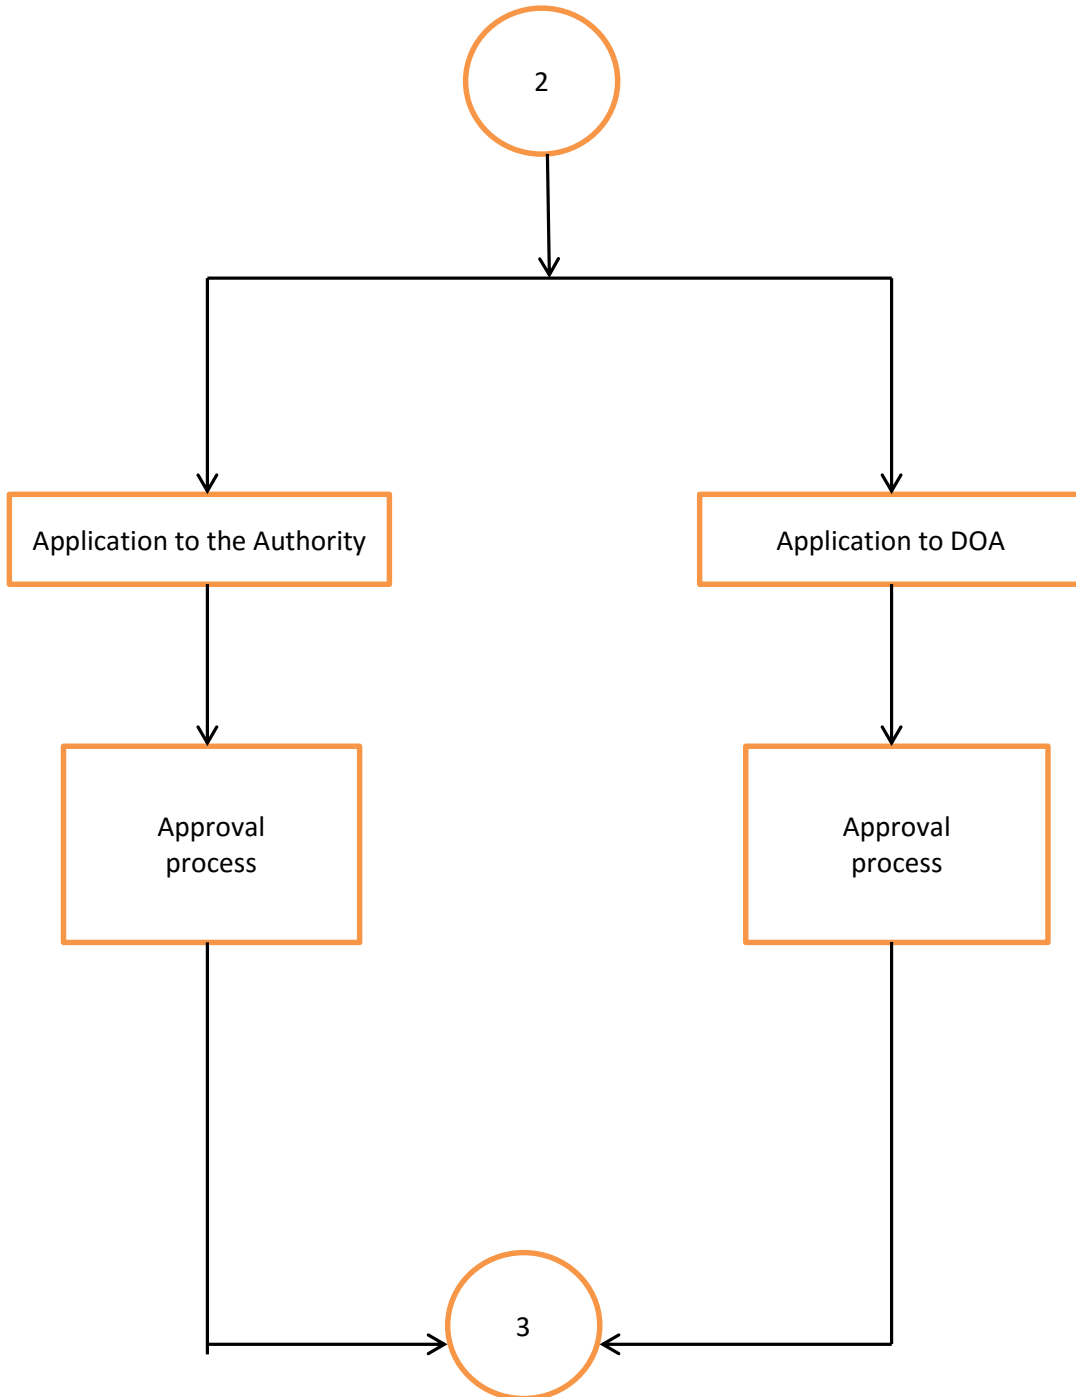 2
Application to the Authority
Application to DOA
Approval
process
Approval
process
3